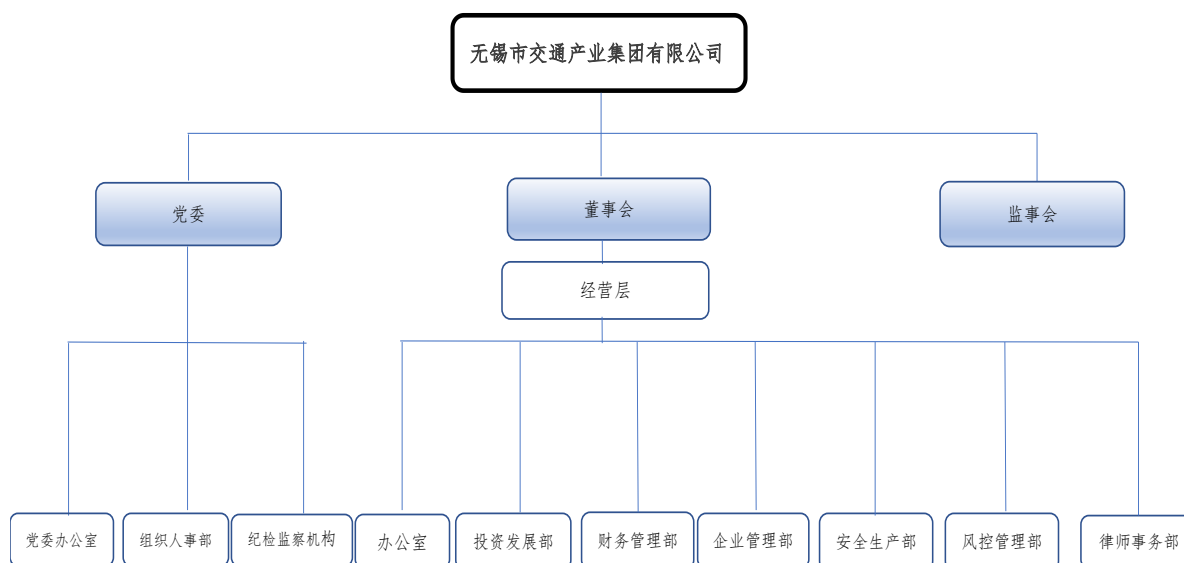 无锡市交通产业集团有限公司
党委
董事会
监事会
经营层
党委办公室
组织人事部
纪检监察机构
办公室
投资发展部
财务管理部
企业管理部
安全生产部
风控管理部
律师事务部